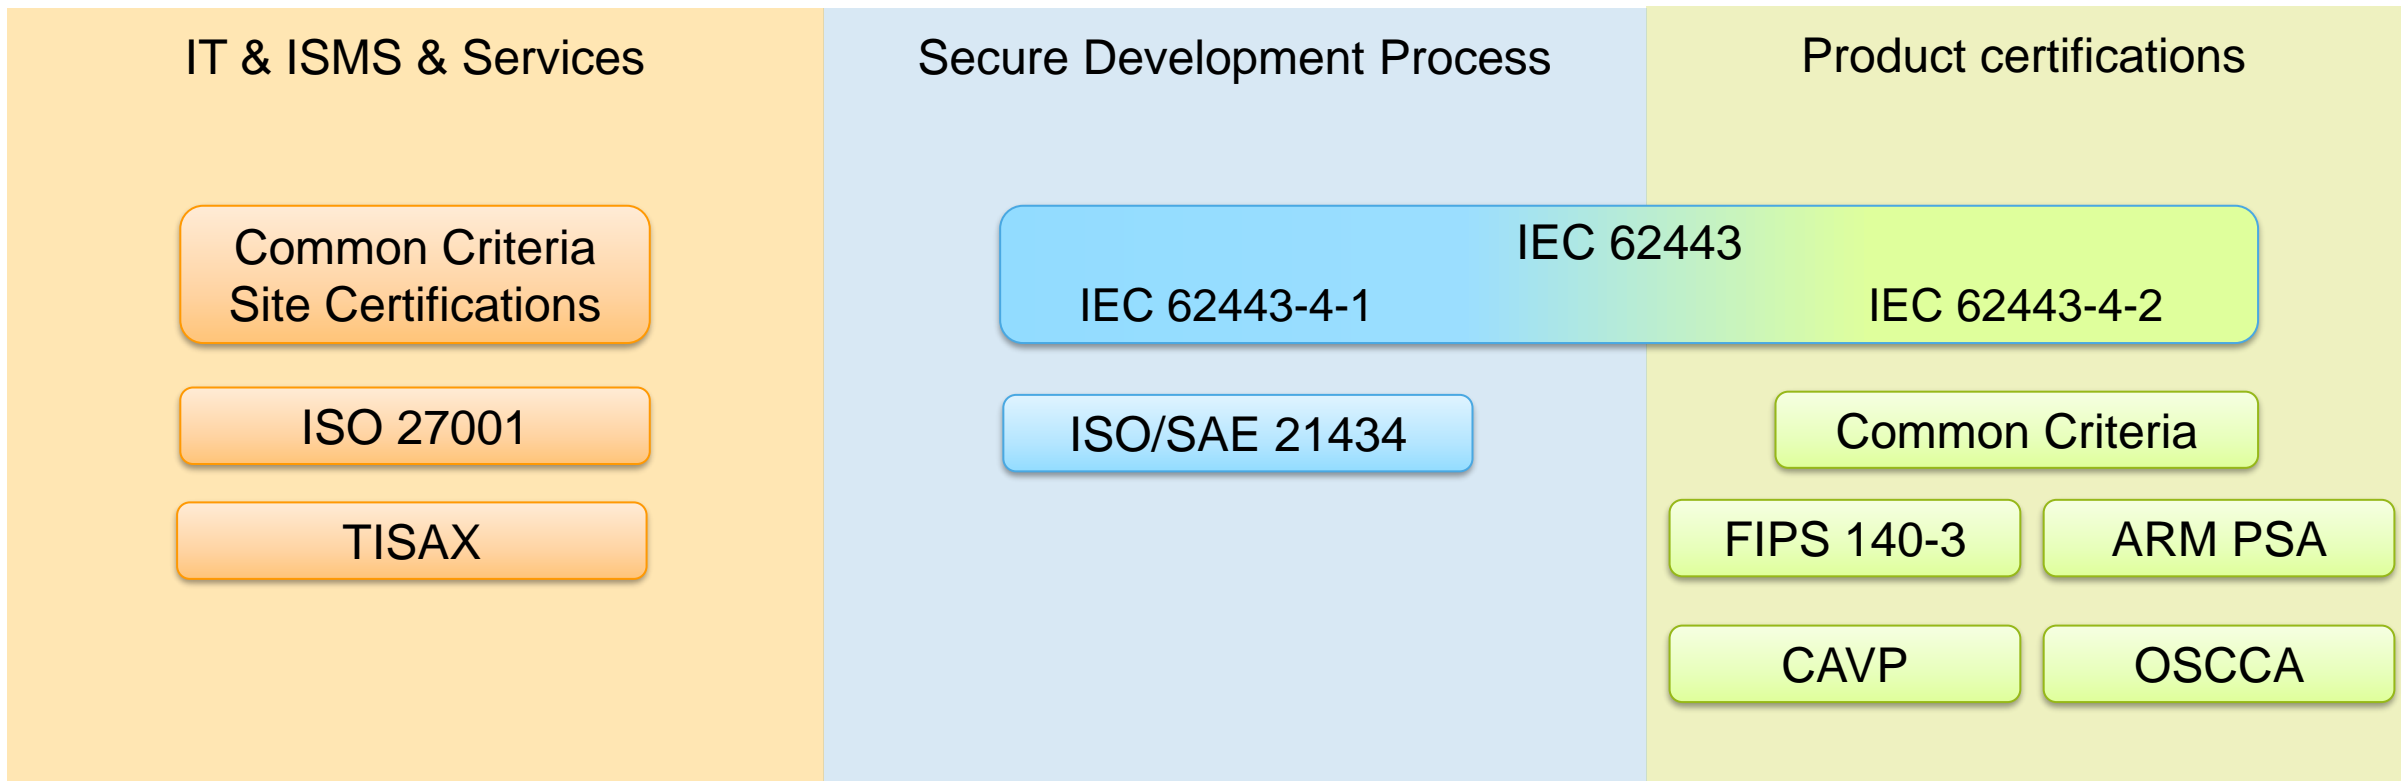 IT & ISMS & Services
Secure Development Process
Product certifications
Common Criteria
Site Certifications
ISO 27001
TISAX
IEC 62443
IEC 62443-4-1
IEC 62443-4-2
ISO/SAE 21434
Common Criteria
FIPS 140-3
ARM PSA
CAVP
OSCCA